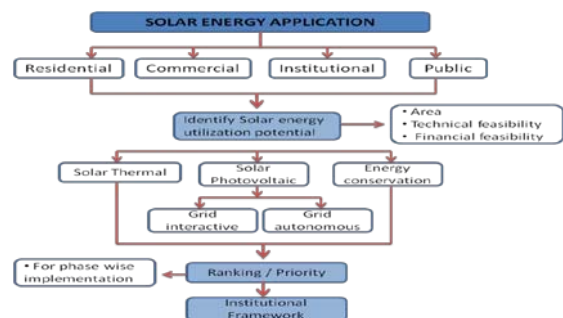 SOLAR ENERGY APPLICATION
Residential
Commercial
Institutional
Public
Identify Solar energy
utilization potential
• Area
• Technical feasibility
• Financial feasibility
Solar Thermal
Solar
Photovoltaic
Energy
conservation
Grid
interactive
Grid
autonomous
• For phase wise
implementation
Ranking / Priority
Institutional
Framework